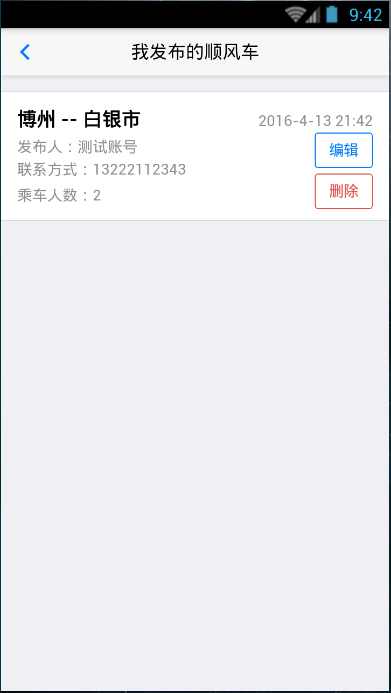 9:42
我发布的顺风车
博州 -- 白银市
2016-4-13 21:42
发布人：测试账号
编辑
联系方式：13222112343
乘车人数：2
删除